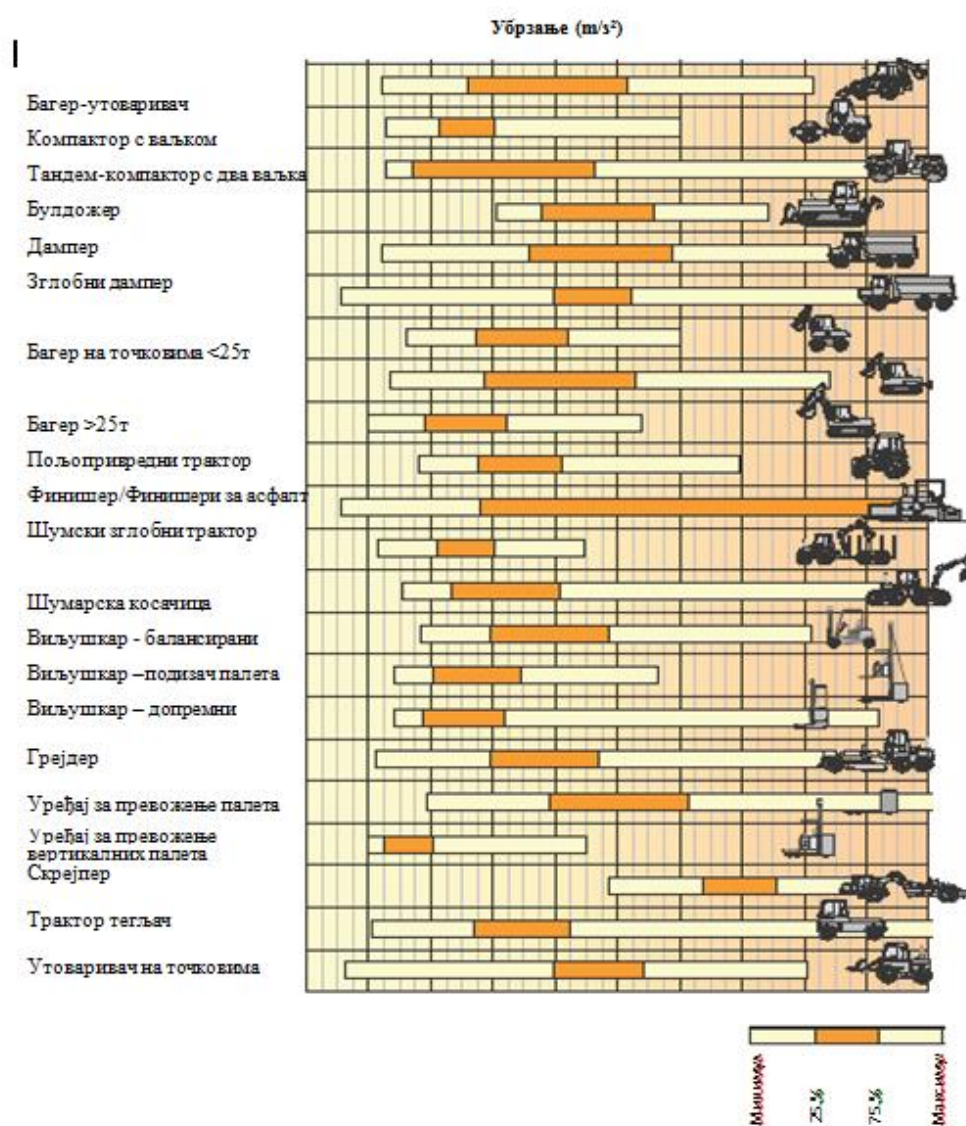 Убрзање (m/s²)
Багер-утоваривач
Компактор с ваљком
Тандем-компактор с два ваљка
Булдожер
Дампер
Зглобни дампер
Багер на точковима <25т
Багер >25т
Пољопривредни трактор
Финишер/Финишери за асфалт
Шумски зглобни трактор
Шумарска косачица
Виљушкар - балансирани
Виљушкар –подизач палета
Виљушкар – допремни
Грејдер
Уређај за превожење палета
Уређај за превожење
вертикалних палета
Скрејпер
Трактор тегљач
Утоваривач на точковима
25%
75%